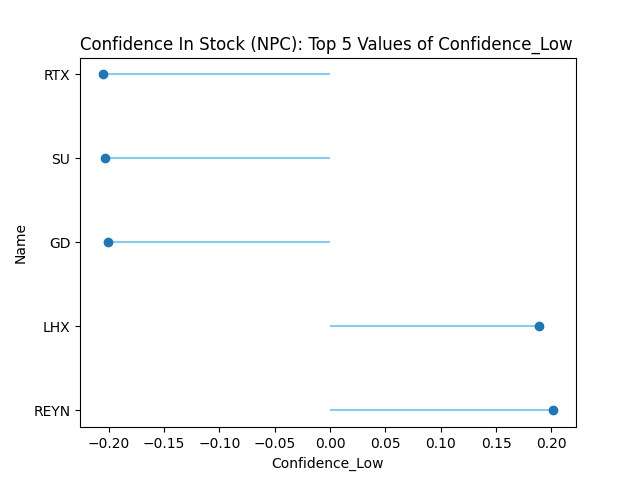 Confidence In Stock (NPC): Top 5 Values of Confidence_Low
RTX
SU
GD
LHX
REYN
Name
−0.20 −0.15 −0.10 −0.05 0.00 0.05 0.10 0.15 0.20
Confidence_Low